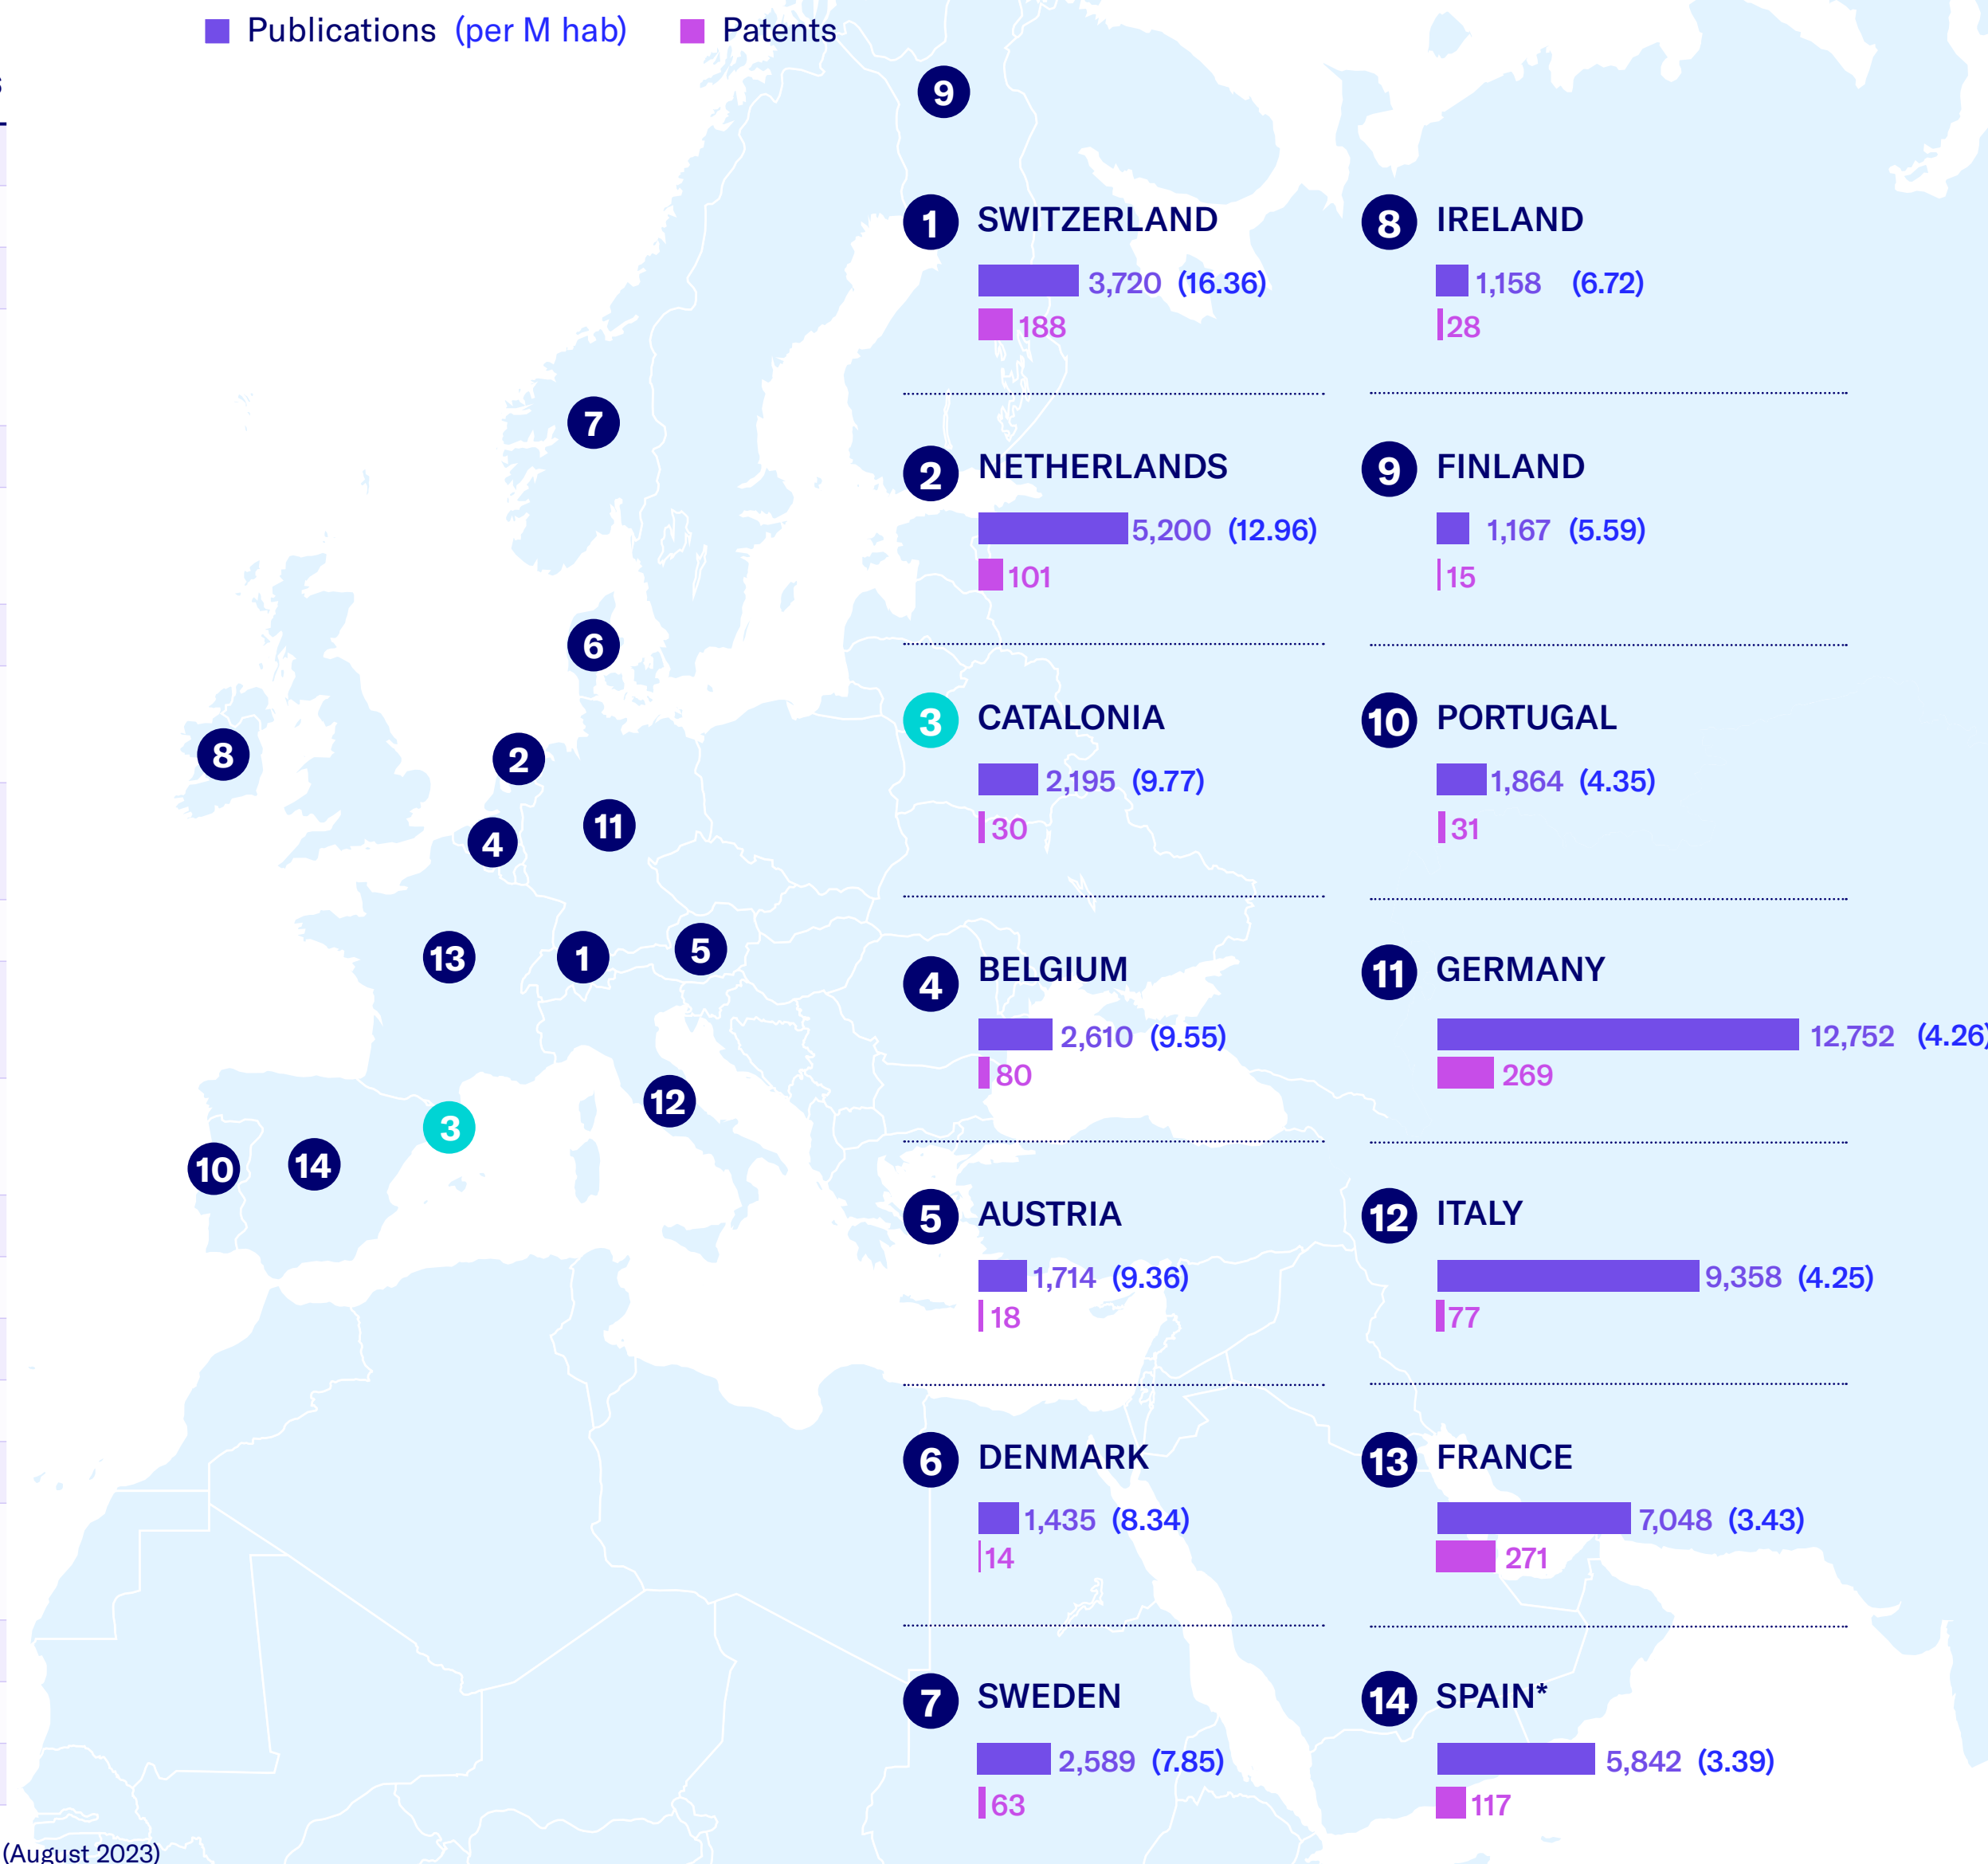 Publications (per M hab) Patents
s
9
7
6
8
2
11
4
13
1
5
12
3
10
14
1 SWITZERLAND
3,720 (16.36)
188
2 NETHERLANDS
5,200 (12.96)
101
3 CATALONIA
2,195 (9.77)
30
4 BELGIUM
2,610 (9.55)
80
5 AUSTRIA
1,714 (9.36)
18
6 DENMARK
1,435 (8.34)
14
7 SWEDEN
2,589 (7.85)
63
8 IRELAND
1,158 (6.72)
28
9 FINLAND
1,167 (5.59)
15
10 PORTUGAL
1,864 (4.35)
31
11 GERMANY
12,752 (4.26)
269
12 ITALY
9,358 (4.25)
77
13 FRANCE
7,048 (3.43)
271
14 SPAIN*
5,842 (3.39)
117
(August 2023)